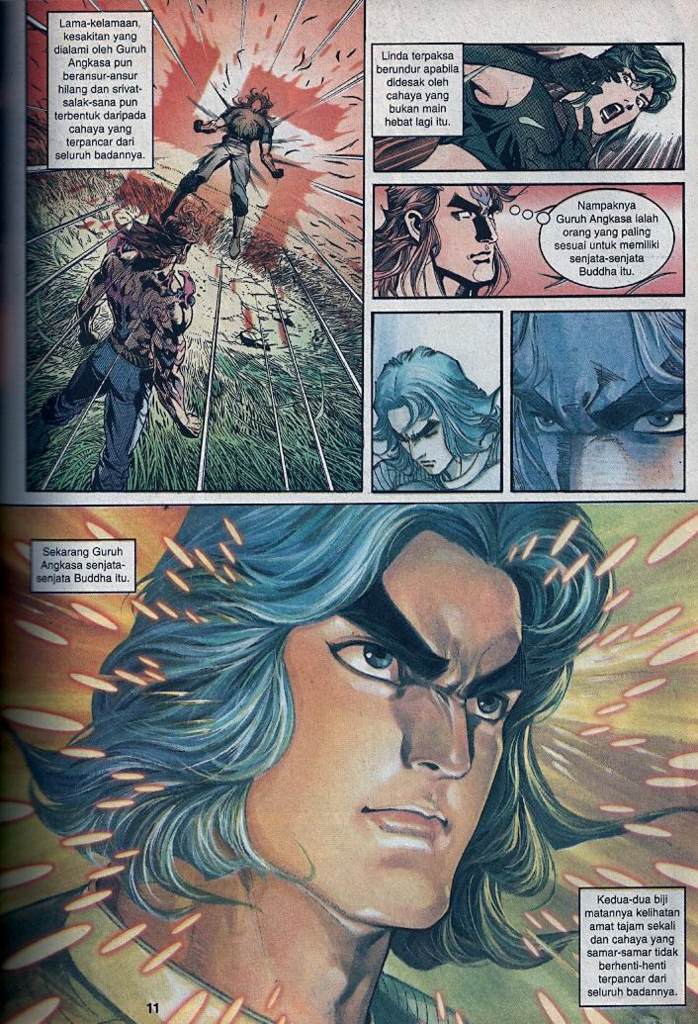 Lama-kelamaan,
kesakitan yang
dialami oleh Guruh
Angkasa pun
beransur-ansur
hilang dan srivat-
salak-sana pun
terbentuk daripada
cahaya yang
terpancar dari
seluruh badannya.
Linda terpaksa
berundur apabila
didesak oleh
cahaya yang
bukan main
hebat lagi itu.
Nampaknya
Guruh Angkasa ialah
orang yang paling
sesuai untuk memiliki
senjata-senjata
Buddha itu.
Sekarang Guruh
Angkasa senjata-
senjata Buddha itu.
Kedua-dua biji
matannya kelihatan
amat tajam sekali
dan cahaya yang
samar-samar tidak
berhenti-henti
terpancar dari
seluruh badannya.
11